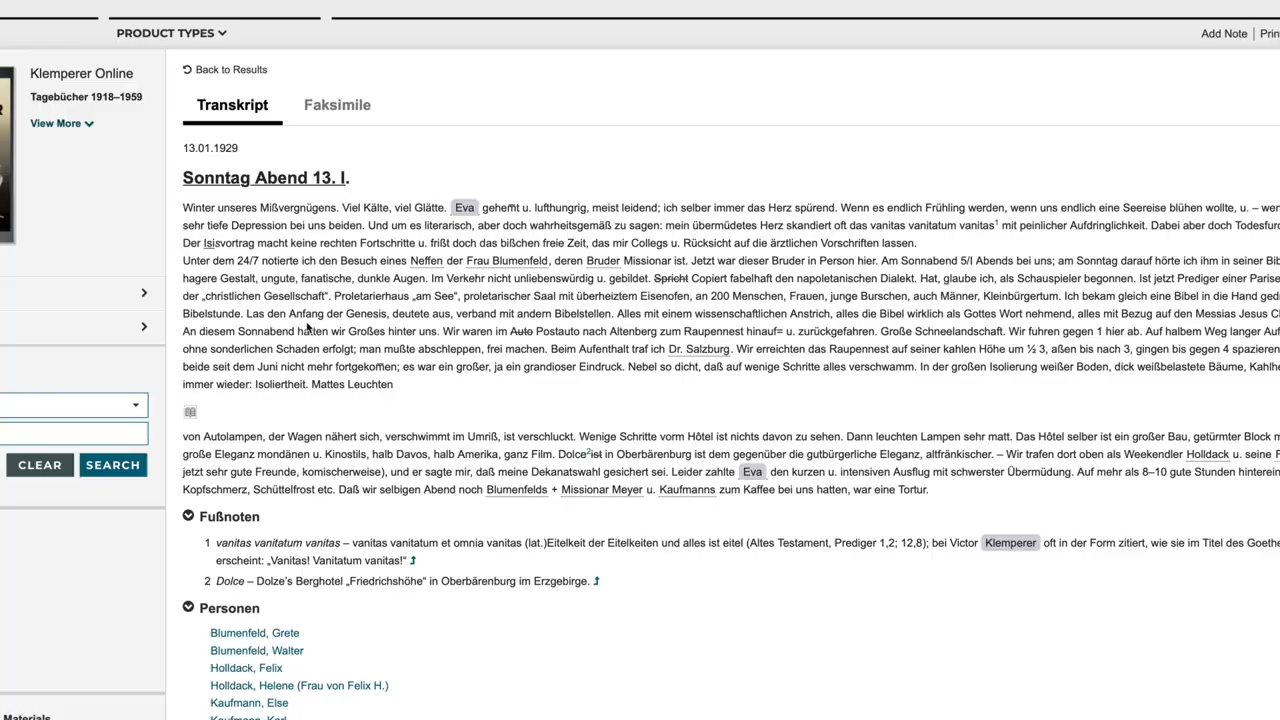 PRODUCT TYPES
Add Note | Prin
Klemperer Online
Tagebücher 1918–1959
View More
CLEAR
SEARCH
Materials
Back to Results
Transkript
Faksimile
13.01.1929
Sonntag Abend 13. I.
Winter unseres Mißvergnügens. Viel Kälte, viel Glätte. Eva gehem̅t u. lufthungrig, meist leidend; ich selber immer das Herz spürend. Wenn es endlich Frühling werden, wenn uns endlich eine Seereise blühen wollte, u. –
sehr tiefe Depression bei uns beiden. Und um es literarisch, aber doch wahrheitsgemäß zu sagen: mein übermüdetes Herz skandiert oft das vanitas vanitatum vanitas1 mit peinlicher Aufdringlichkeit. Dabei aber doch
Der Isisvortrag macht keine rechten Fortschritte u. frißt doch das bißchen freie Zeit, das mir Collegs u. Rücksicht auf die ärztlichen Vorschriften lassen.
Unter dem 24/7 notierte ich den Besuch eines Neffen der Frau Blumenfeld, deren Bruder Missionar ist. Jetzt war dieser Bruder in Person hier. Am Sonnabend 5/I Abends bei uns; am Sonntag darauf hörte ich ihm in seiner
hagere Gestalt, ungute, fanatische, dunkle Augen. Im Verkehr nicht unliebenswürdig u. gebildet. Spricht Copiert fabelhaft den napoletanischen Dialekt. Hat, glaube ich, als Schauspieler begonnen. Ist jetzt Prediger einer
der „christlichen Gesellschaft“. Proletarierhaus „am See“, proletarischer Saal mit überheiztem Eisenofen, an 200 Menschen, Frauen, junge Burschen, auch Männer, Kleinbürgertum. Ich bekam gleich eine Bibel in die Hand
Bibelstunde. Las den Anfang der Genesis, deutete aus, verband mit andern Bibelstellen. Alles mit einem wissenschaftlichen Anstrich, alles die Bibel wirklich als Gottes Wort nehmend, alles mit Bezug auf den Messias Jesus
An diesem Sonnabend hatten wir Großes hinter uns. Wir waren im Auto Postauto nach Altenberg zum Raupennest hinauf= u. zurückgefahren. Große Schneelandschaft. Wir fuhren gegen 1 hier ab. Auf halbem Weg langer
ohne sonderlichen Schaden erfolgt; man mußte abschleppen, frei machen. Beim Aufenthalt traf ich Dr. Salzburg. Wir erreichten das Raupennest auf seiner kahlen Höhe um ½ 3, aßen bis nach 3, gingen bis gegen 4
beide seit dem Juni nicht mehr fortgekom̅en; es war ein großer, ja ein grandioser Eindruck. Nebel so dicht, daß auf wenige Schritte alles verschwamm. In der großen Isolierung weißer Boden, dick weißbelastete Bäume,
immer wieder: Isoliertheit. Mattes Leuchten
von Autolampen, der Wagen nähert sich, verschwimmt im Umriß, ist verschluckt. Wenige Schritte vorm Hôtel ist nichts davon zu sehen. Dann leuchten Lampen sehr matt. Das Hôtel selber ist ein großer Bau, getürmter Block
große Eleganz mondänen u. Kinostils, halb Davos, halb Amerika, ganz Film. Dolce2ist in Oberbärenburg ist dem gegenüber die gutbürgerliche Eleganz, altfränkischer. – Wir trafen dort oben als Weekendler Holldack u. seine
jetzt sehr gute Freunde, komischerweise), und er sagte mir, daß meine Dekanatswahl gesichert sei. Leider zahlte Eva den kurzen u. intensiven Ausflug mit schwerster Übermüdung. Auf mehr als 8–10 gute Stunden
Kopfschmerz, Schüttelfrost etc. Daß wir selbigen Abend noch Blumenfelds + Missionar Meyer u. Kaufmanns zum Kaffee bei uns hatten, war eine Tortur.
Fußnoten
1 vanitas vanitatum vanitas – vanitas vanitatum et omnia vanitas (lat.)Eitelkeit der Eitelkeiten und alles ist eitel (Altes Testament, Prediger 1,2; 12,8); bei Victor Klemperer oft in der Form zitiert, wie sie im Titel des
erscheint: „Vanitas! Vanitatum vanitas!“
2 Dolce – Dolze’s Berghotel „Friedrichshöhe“ in Oberbärenburg im Erzgebirge.
Personen
Blumenfeld, Grete
Blumenfeld, Walter
Holldack, Felix
Holldack, Helene (Frau von Felix H.)
Kaufmann, Else
Kaufmann, Karl